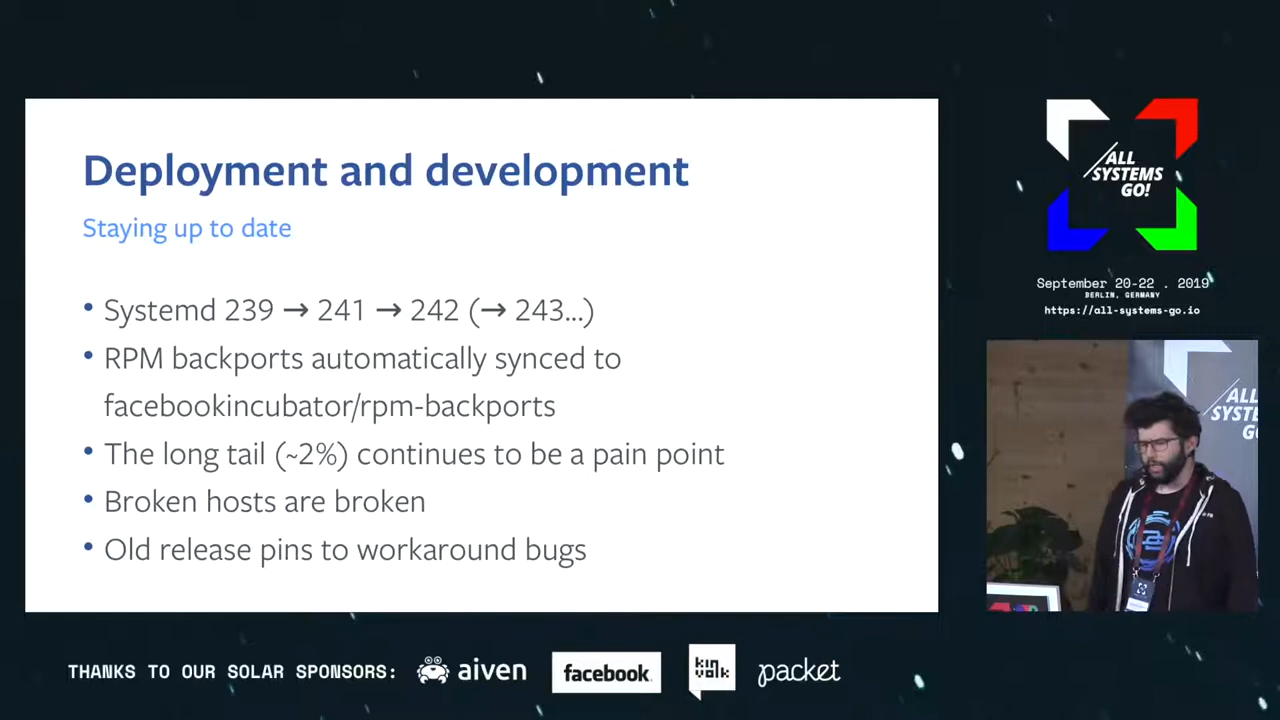 Deployment and development
Staying up to date
• Systemd 239 → 241 → 242 (→ 243...)
• RPM backports automatically synced to
facebookincubator/rpm-backports
• The long tail (~2%) continues to be a pain point
• Broken hosts are broken
• Old release pins to workaround bugs
ALL
SYSTEMS
GO!
September 20-22 . 2019
BERLIN, GERMANY
https://all-systems-go.io
THANKS TO OUR SOLAR SPONSORS:
aiven
facebook
kin
volk
packet